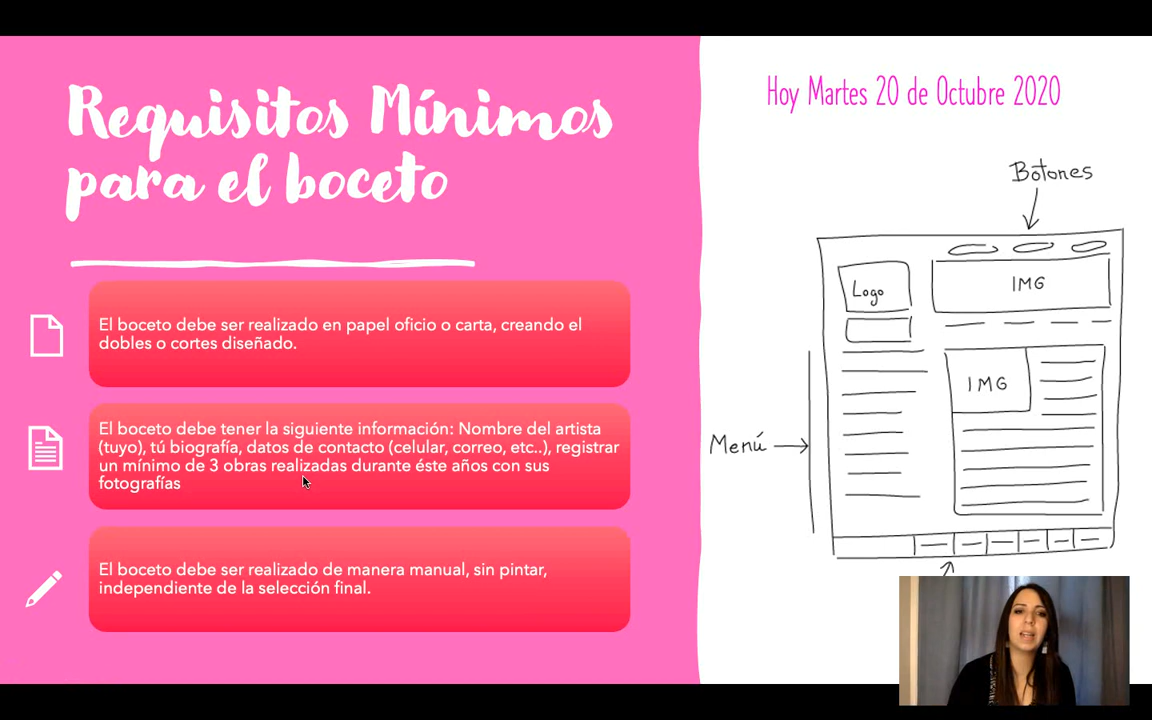 Requisitos Mínimos
para el boceto
El boceto debe ser realizado en papel oficio o carta, creando el
dobles o cortes diseñado.
El boceto debe tener la siguiente información: Nombre del artista
(tuyo), tú biografía, datos de contacto (celular, correo, etc..), registrar
un mínimo de 3 obras realizadas durante éste años con sus
fotografías
El boceto debe ser realizado de manera manual, sin pintar,
independiente de la selección final.
Hoy Martes 20 de Octubre 2020
Botones
Logo
IMG
IMG
Menú